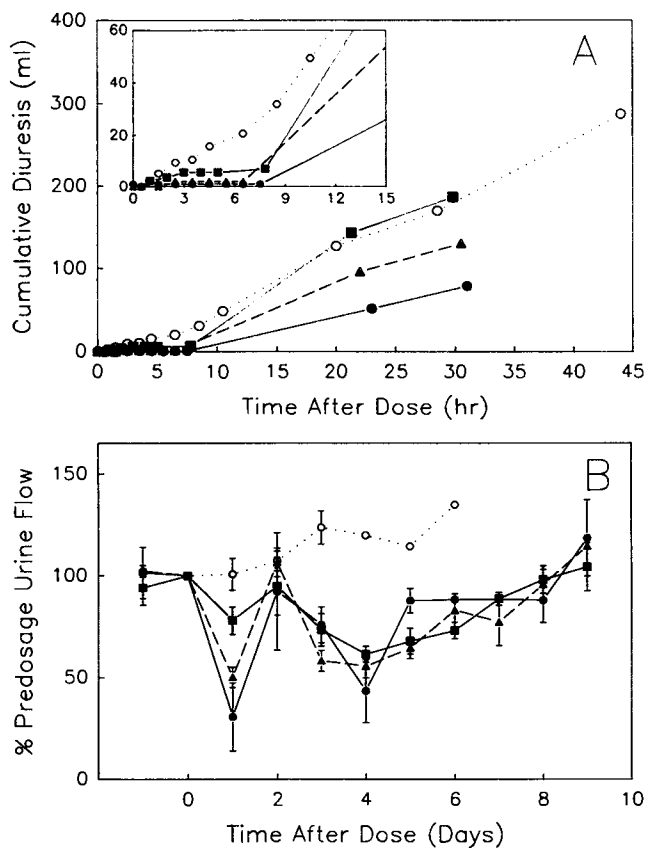 A
Cumulative Diuresis (ml)
400
300
200
100
0
60
40
20
0
0 3 6 9 12 15
0 5 10 15 20 25 30 35 40 45
Time After Dose (hr)
B
% Predosage Urine Flow
150
100
50
0
0 2 4 6 8 10
Time After Dose (Days)